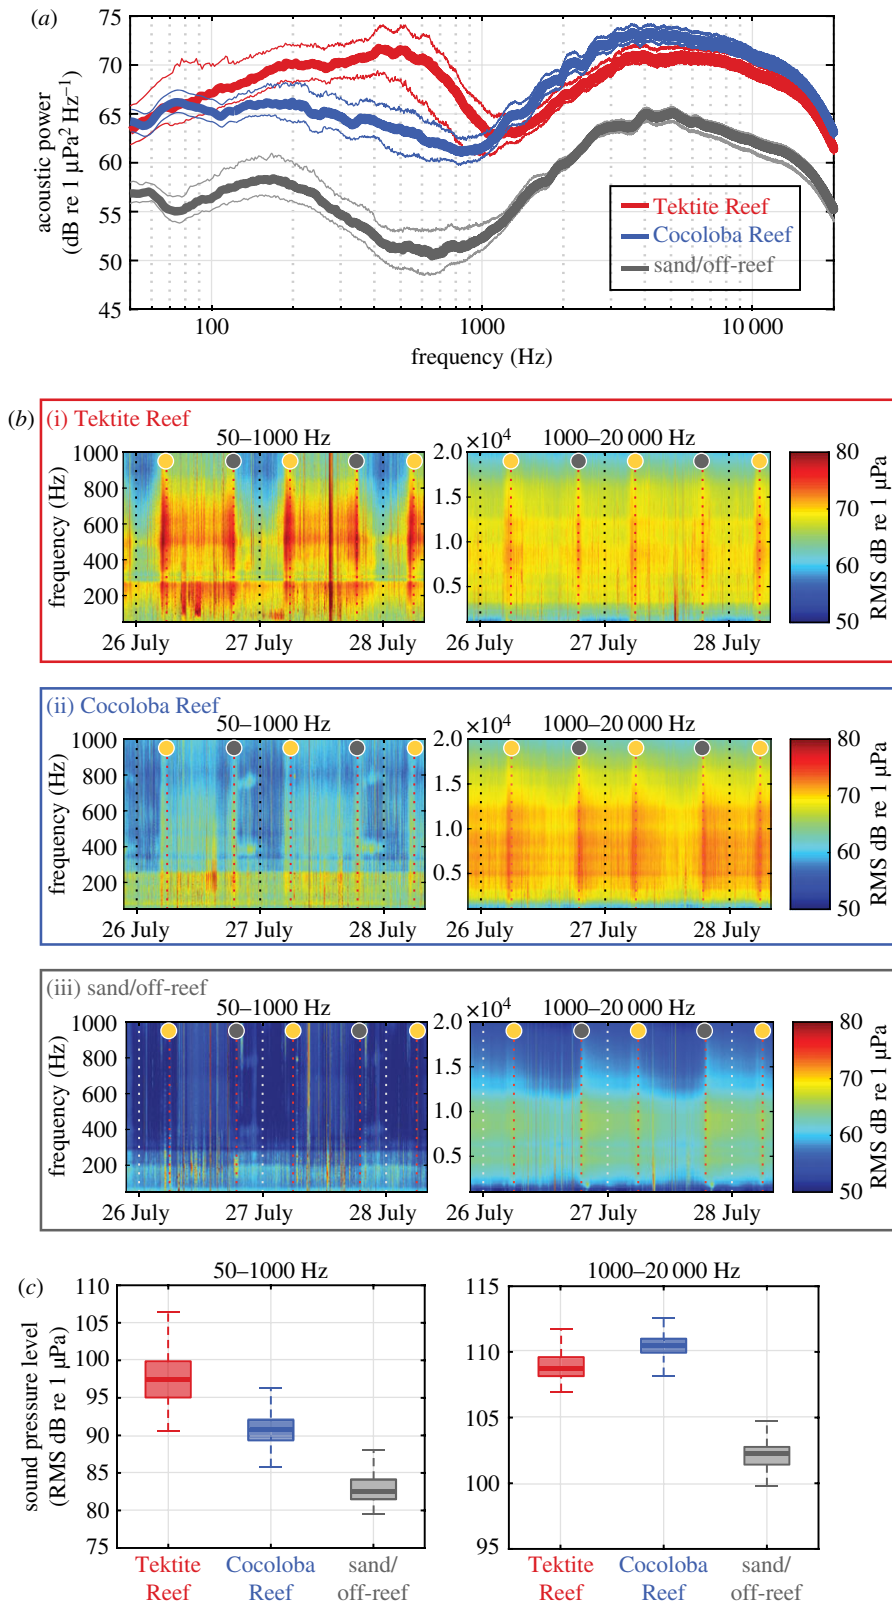 (a)
75
70
65
60
55
50
45
acoustic power
(dB re 1 µPa² Hz⁻¹)
Tektite Reef
Cocoloba Reef
sand/off-reef
100 1000 10 000
frequency (Hz)
(b)
(i) Tektite Reef
50–1000 Hz
1000
800
600
400
200
frequency (Hz)
26 July 27 July 28 July
×10⁴ 1000–20 000 Hz
2.0
1.5
1.0
0.5
26 July 27 July 28 July
80
70
60
50
RMS dB re 1 µPa
(ii) Cocoloba Reef
50–1000 Hz
1000
800
600
400
200
frequency (Hz)
26 July 27 July 28 July
×10⁴ 1000–20 000 Hz
2.0
1.5
1.0
0.5
26 July 27 July 28 July
80
70
60
50
RMS dB re 1 µPa
(iii) sand/off-reef
50–1000 Hz
1000
800
600
400
200
frequency (Hz)
26 July 27 July 28 July
×10⁴ 1000–20 000 Hz
2.0
1.5
1.0
0.5
26 July 27 July 28 July
80
70
60
50
RMS dB re 1 µPa
(c)
50–1000 Hz
110
105
100
95
90
85
80
75
sound pressure level
(RMS dB re 1 µPa)
Tektite Reef
Cocoloba Reef
sand/ off-reef
1000–20 000 Hz
115
110
105
100
95
Tektite Reef
Cocoloba Reef
sand/ off-reef